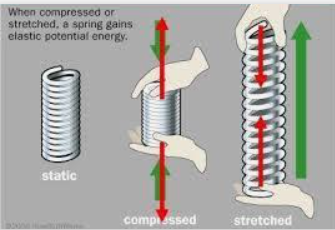 When compressed or
stretched, a spring gains
elastic potential energy.
static
compressed
stretched